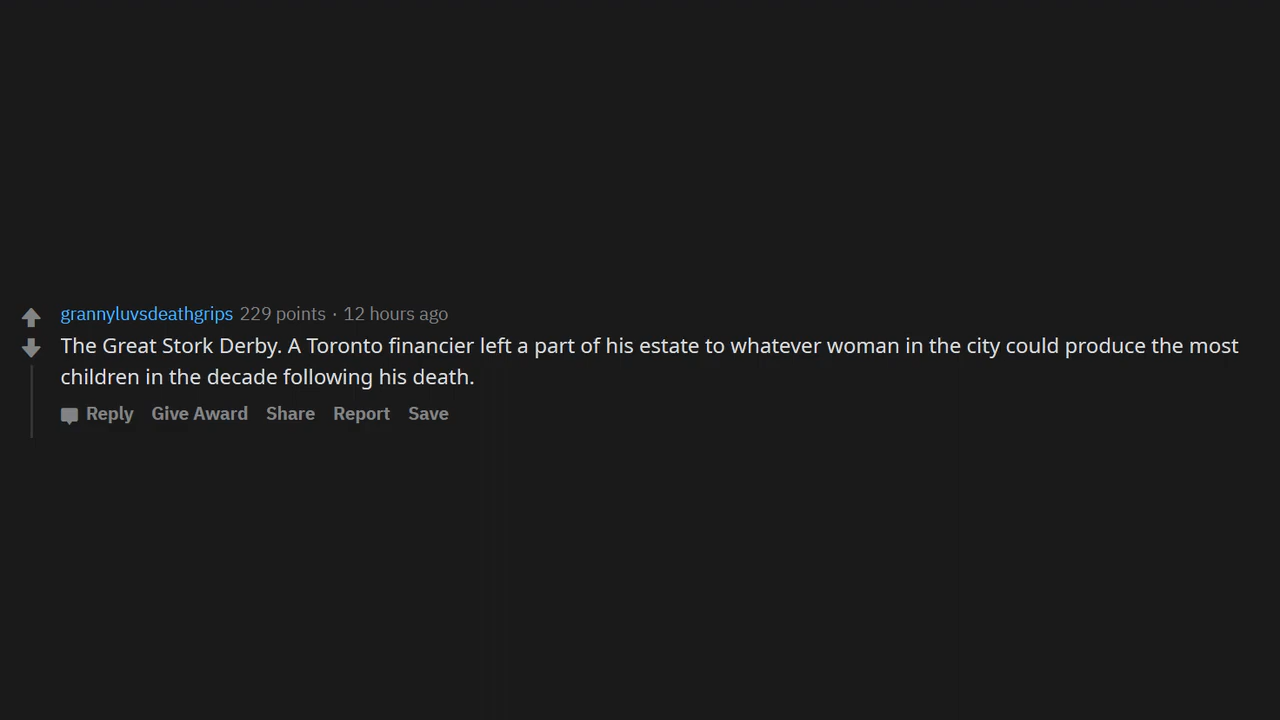 grannyluvsdeathgrips 229 points · 12 hours ago
The Great Stork Derby. A Toronto financier left a part of his estate to whatever woman in the city could produce the most
children in the decade following his death.
Reply Give Award Share Report Save